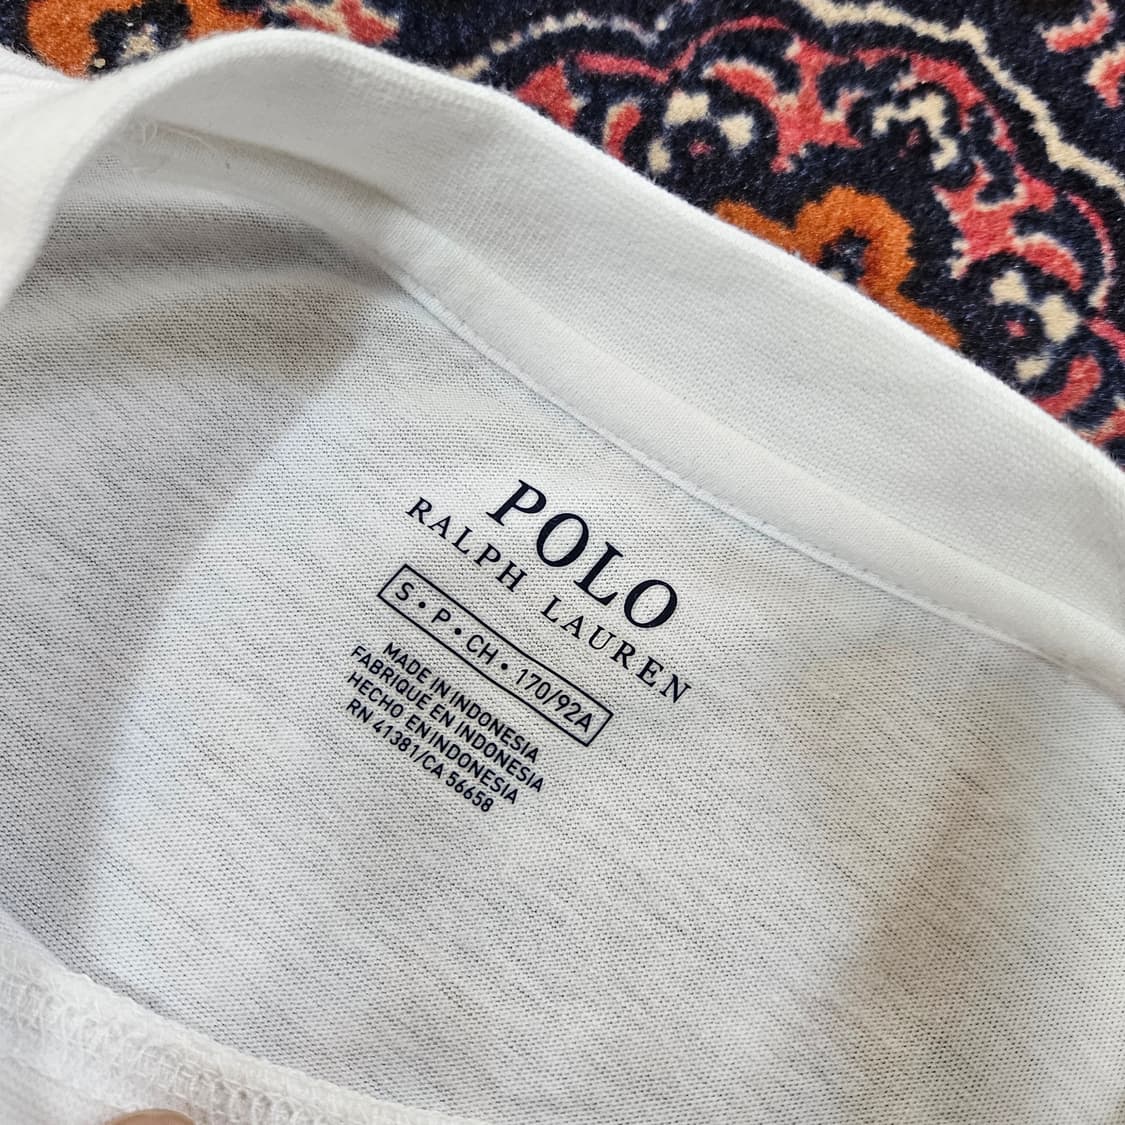 POLO
RALPH LAUREN
S • P • CH • 170/92A
MADE IN INDONESIA
FABRIQUE EN INDONESIA
HECHO EN INDONESIA
RN 41381/CA 56658